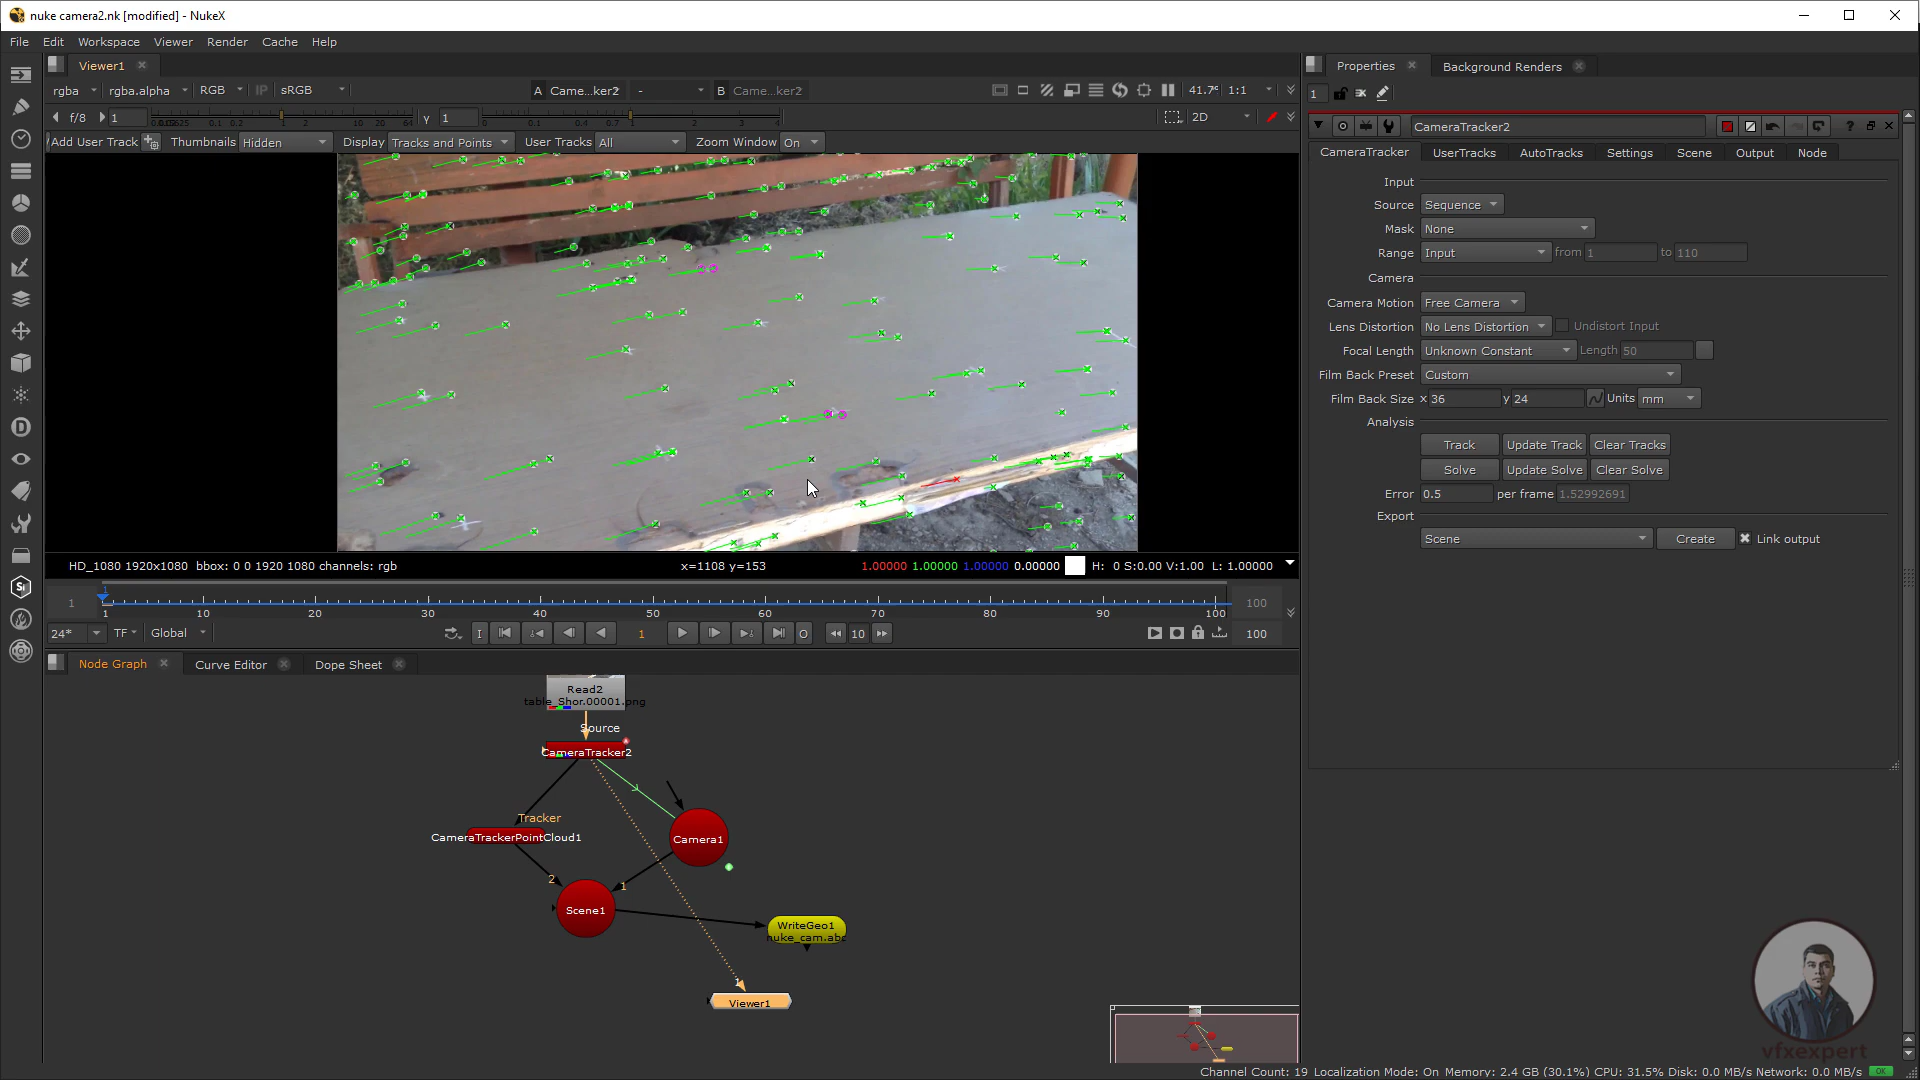 nuke camera2.nk [modified] - NukeX
File Edit Workspace Viewer Render Cache Help
Viewer1
rgba rgba.alpha RGB IP sRGB A Came...ker2 - B Came...ker2 41.7% 1:1
f/8 1 y 1 2D
Add User Track Thumbnails Hidden Display Tracks and Points User Tracks All Zoom Window On
HD_1080 1920x1080 bbox: 0 0 1920 1080 channels: rgb x=1108 y=153 1.00000 1.00000 1.00000 0.00000 H: 0 S:0.00 V:1.00 L: 1.00000
1
1 100
1 10 20 30 40 50 60 70 80 90 100
24* TF Global I 1 O 10 100
Node Graph Curve Editor Dope Sheet
Read2
table_Shor.00001.png
Source
CameraTracker2
Tracker
CameraTrackerPointCloud1
Camera1
2 1
Scene1
WriteGeo1
nuke_cam.abc
1
Viewer1
Properties Background Renders
1
CameraTracker2
CameraTracker UserTracks AutoTracks Settings Scene Output Node
Input
Source Sequence
Mask None
Range Input from 1 to 110
Camera
Camera Motion Free Camera
Lens Distortion No Lens Distortion Undistort Input
Focal Length Unknown Constant Length 50
Film Back Preset Custom
Film Back Size x 36 y 24 Units mm
Analysis
Track Update Track Clear Tracks
Solve Update Solve Clear Solve
Error 0.5 per frame 1.52992691
Export
Scene Create Link output
vfxexpert
Channel Count: 19 Localization Mode: On Memory: 2.4 GB (30.1%) CPU: 31.5% Disk: 0.0 MB/s Network: 0.0 MB/s OK